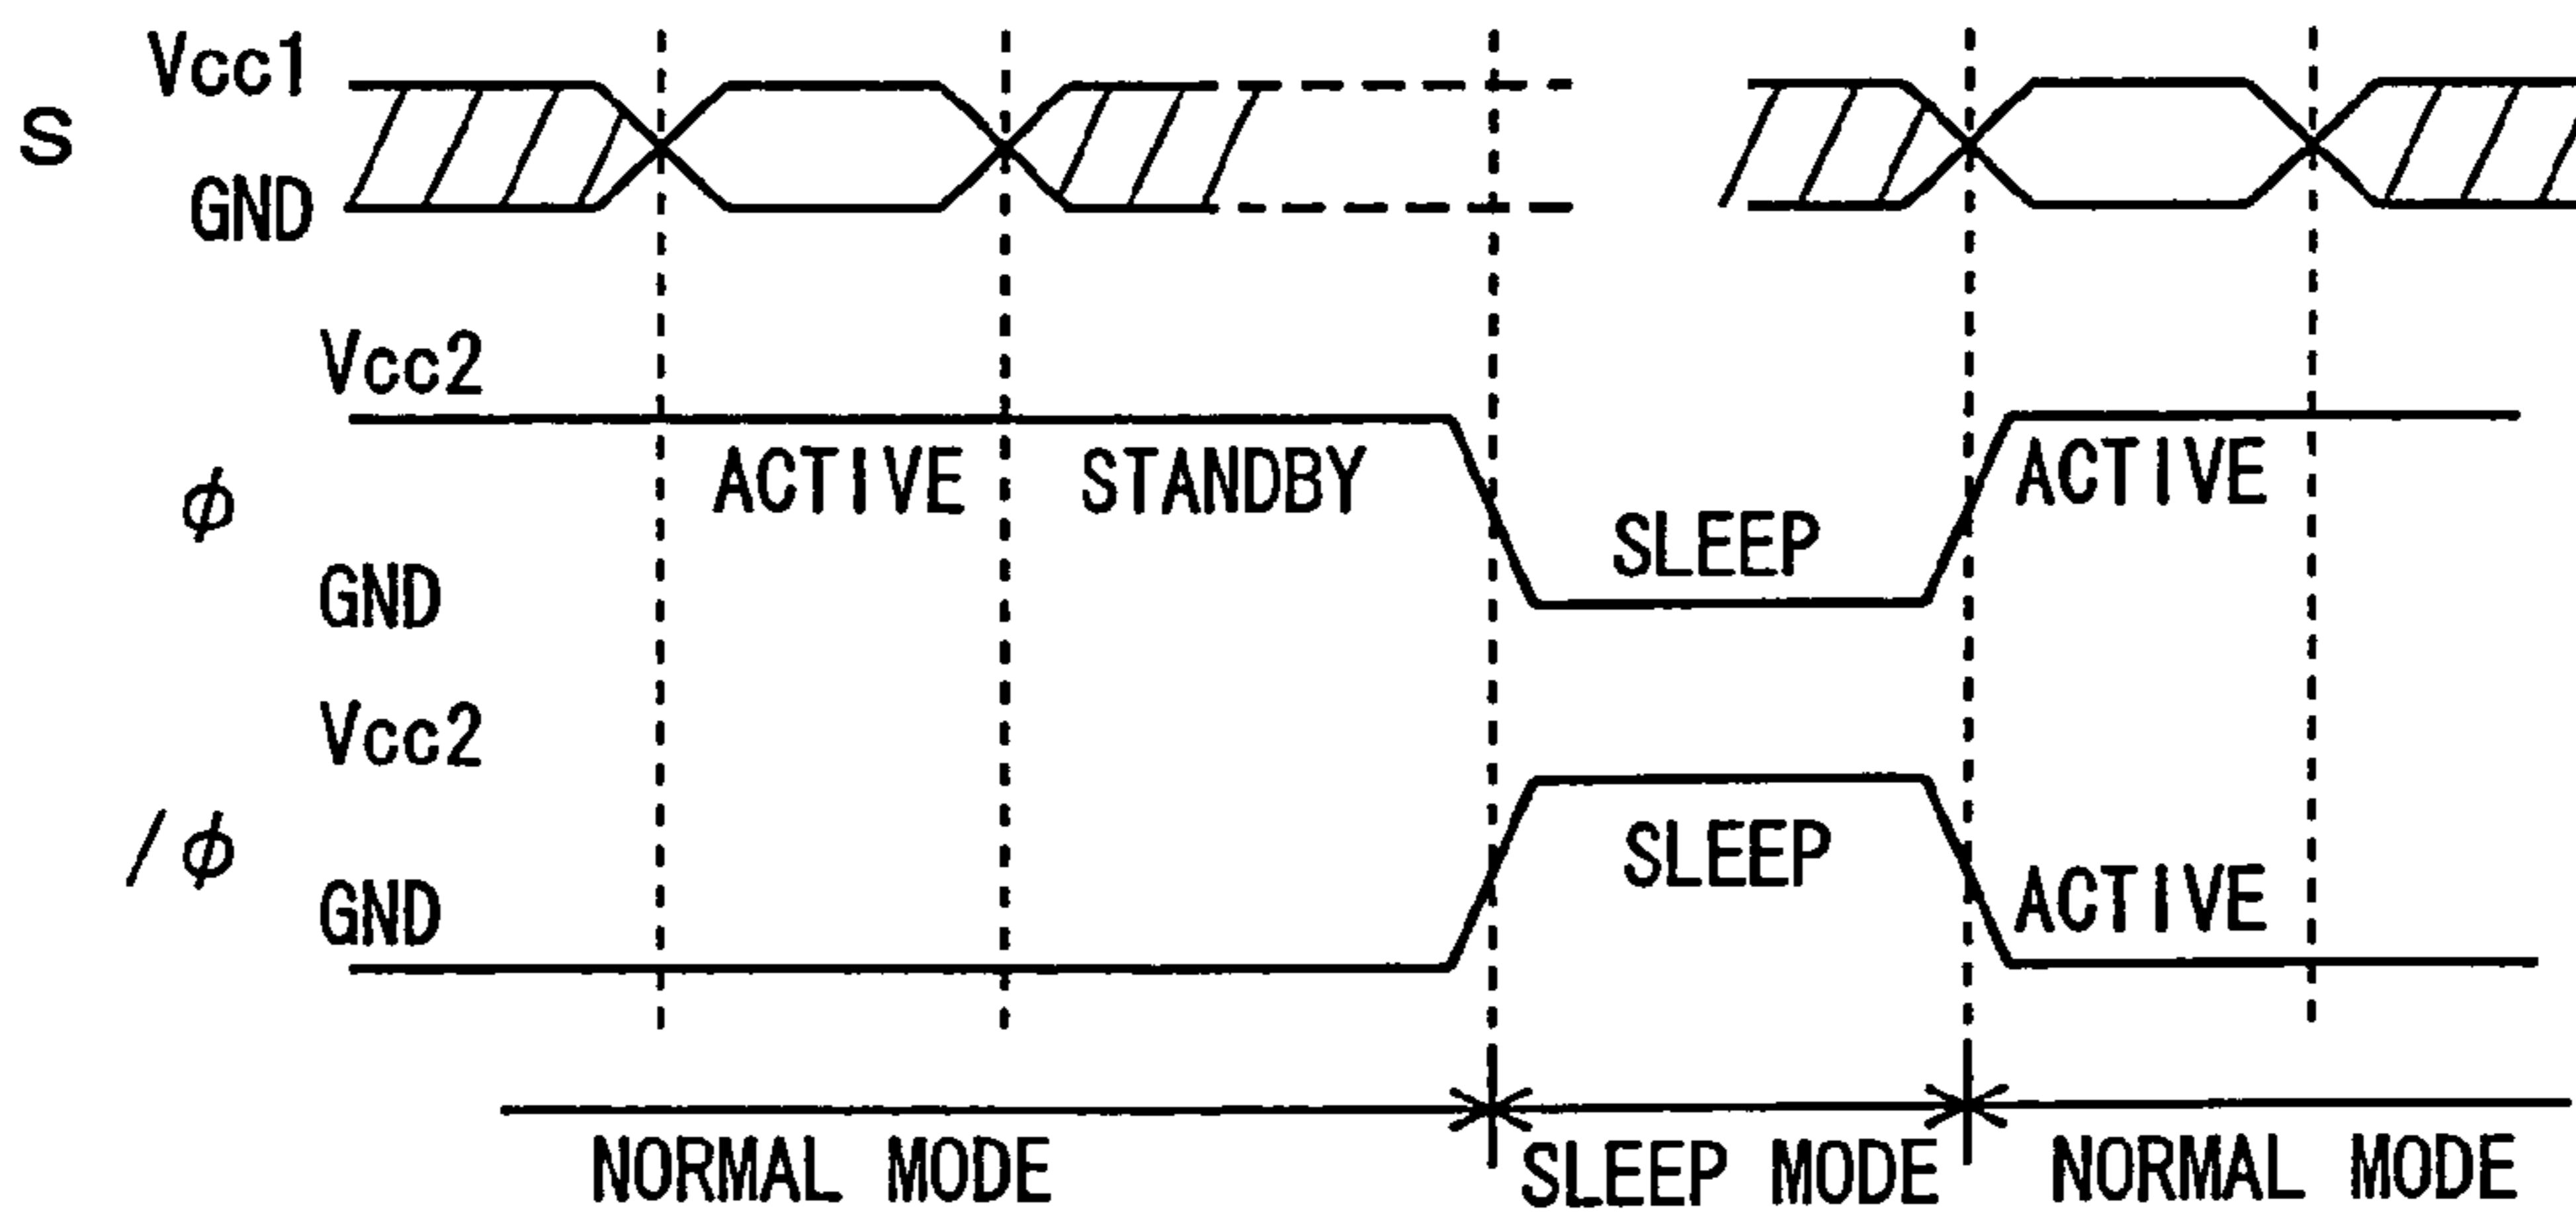 Vcc1
S
GND
Vcc2
ACTIVE STANDBY ACTIVE
φ
SLEEP
GND
Vcc2
/φ
SLEEP
GND
ACTIVE
NORMAL MODE SLEEP MODE NORMAL MODE